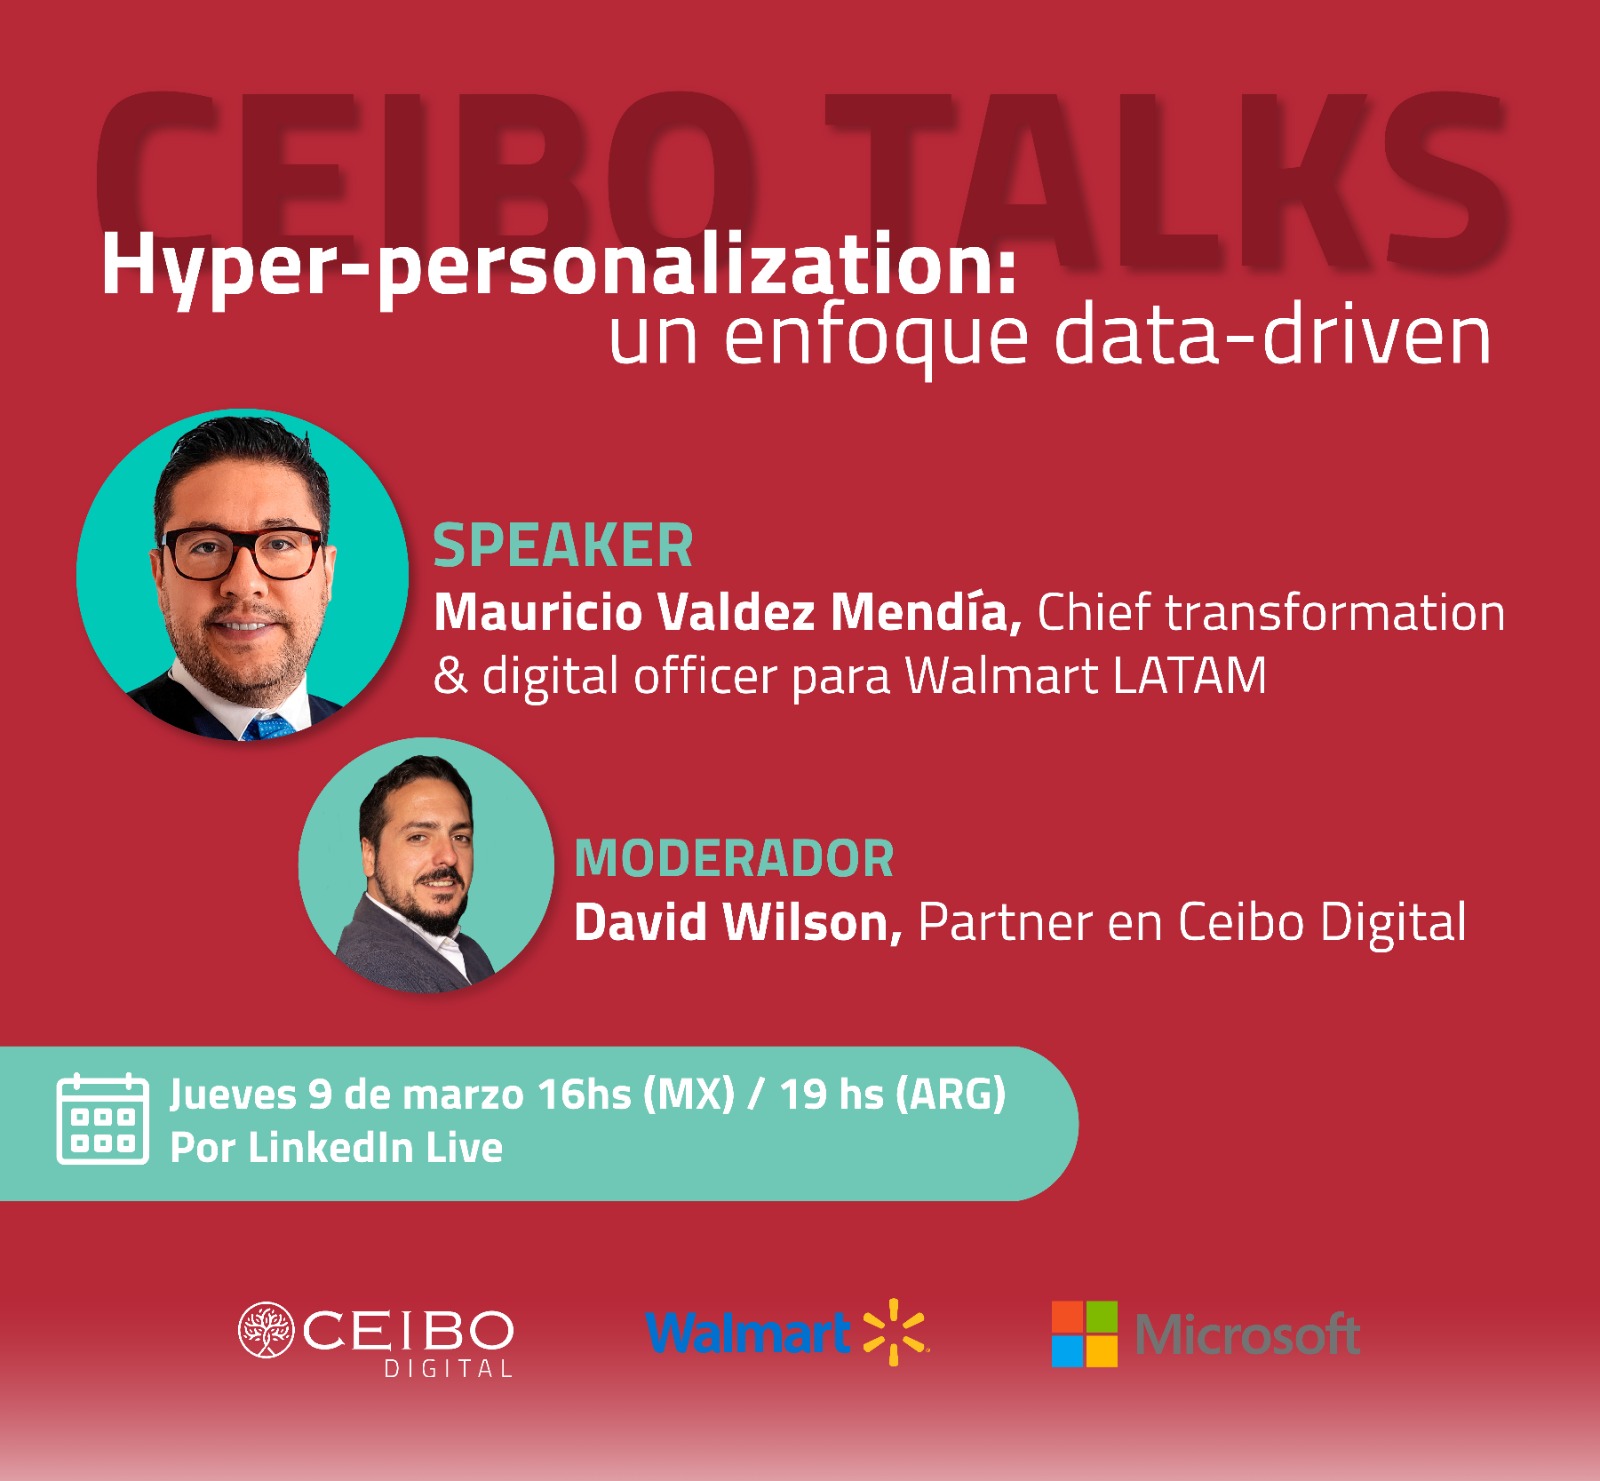 CEIBO TALKS
Hyper-personalization:
un enfoque data-driven
SPEAKER
Mauricio Valdez Mendía, Chief transformation
& digital officer para Walmart LATAM
MODERADOR
David Wilson, Partner en Ceibo Digital
Jueves 9 de marzo 16hs (MX) / 19 hs (ARG)
Por LinkedIn Live
CEIBO
DIGITAL
Walmart
Microsoft